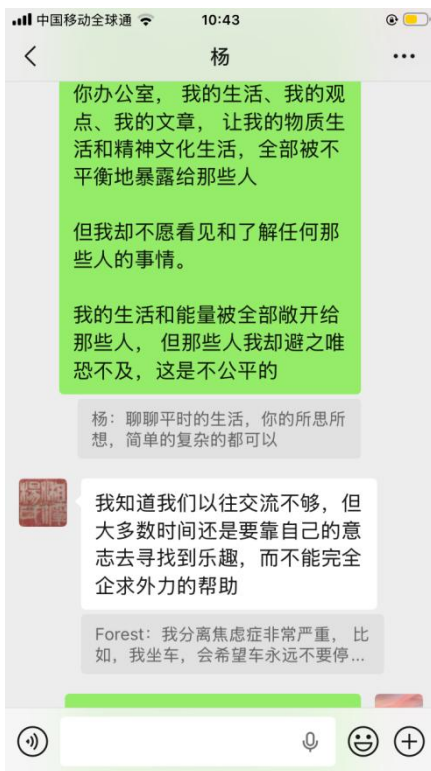 中国移动全球通
10:43
杨
你办公室， 我的生活、我的观
点、我的文章， 让我的物质生
活和精神文化生活，全部被不
平衡地暴露给那些人
但我却不愿看见和了解任何那
些人的事情。
我的生活和能量被全部敞开给
那些人， 但那些人我却避之唯
恐不及，这是不公平的
杨：聊聊平时的生活，你的所思所
想，简单的复杂的都可以
我知道我们以往交流不够，但
大多数时间还是要靠自己的意
志去寻找到乐趣，而不能完全
企求外力的帮助
Forest：我分离焦虑症非常严重， 比
如，我坐车，会希望车永远不要停...